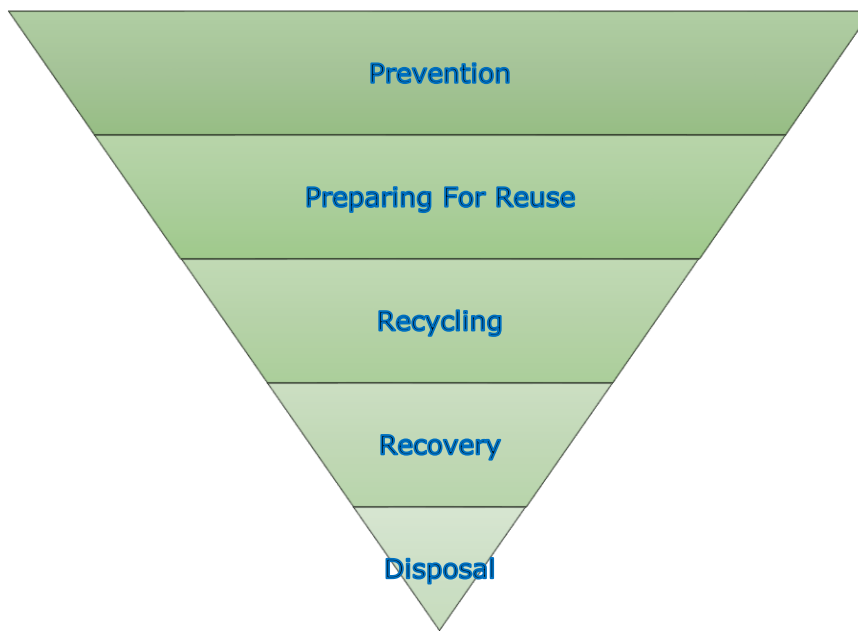 Prevention
Preparing For Reuse
Recycling
Recovery
Disposal